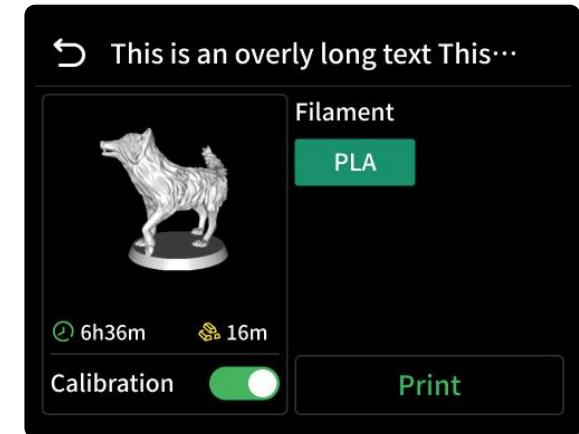 This is an overly long text This···
Filament
PLA
6h36m
16m
Calibration
Print